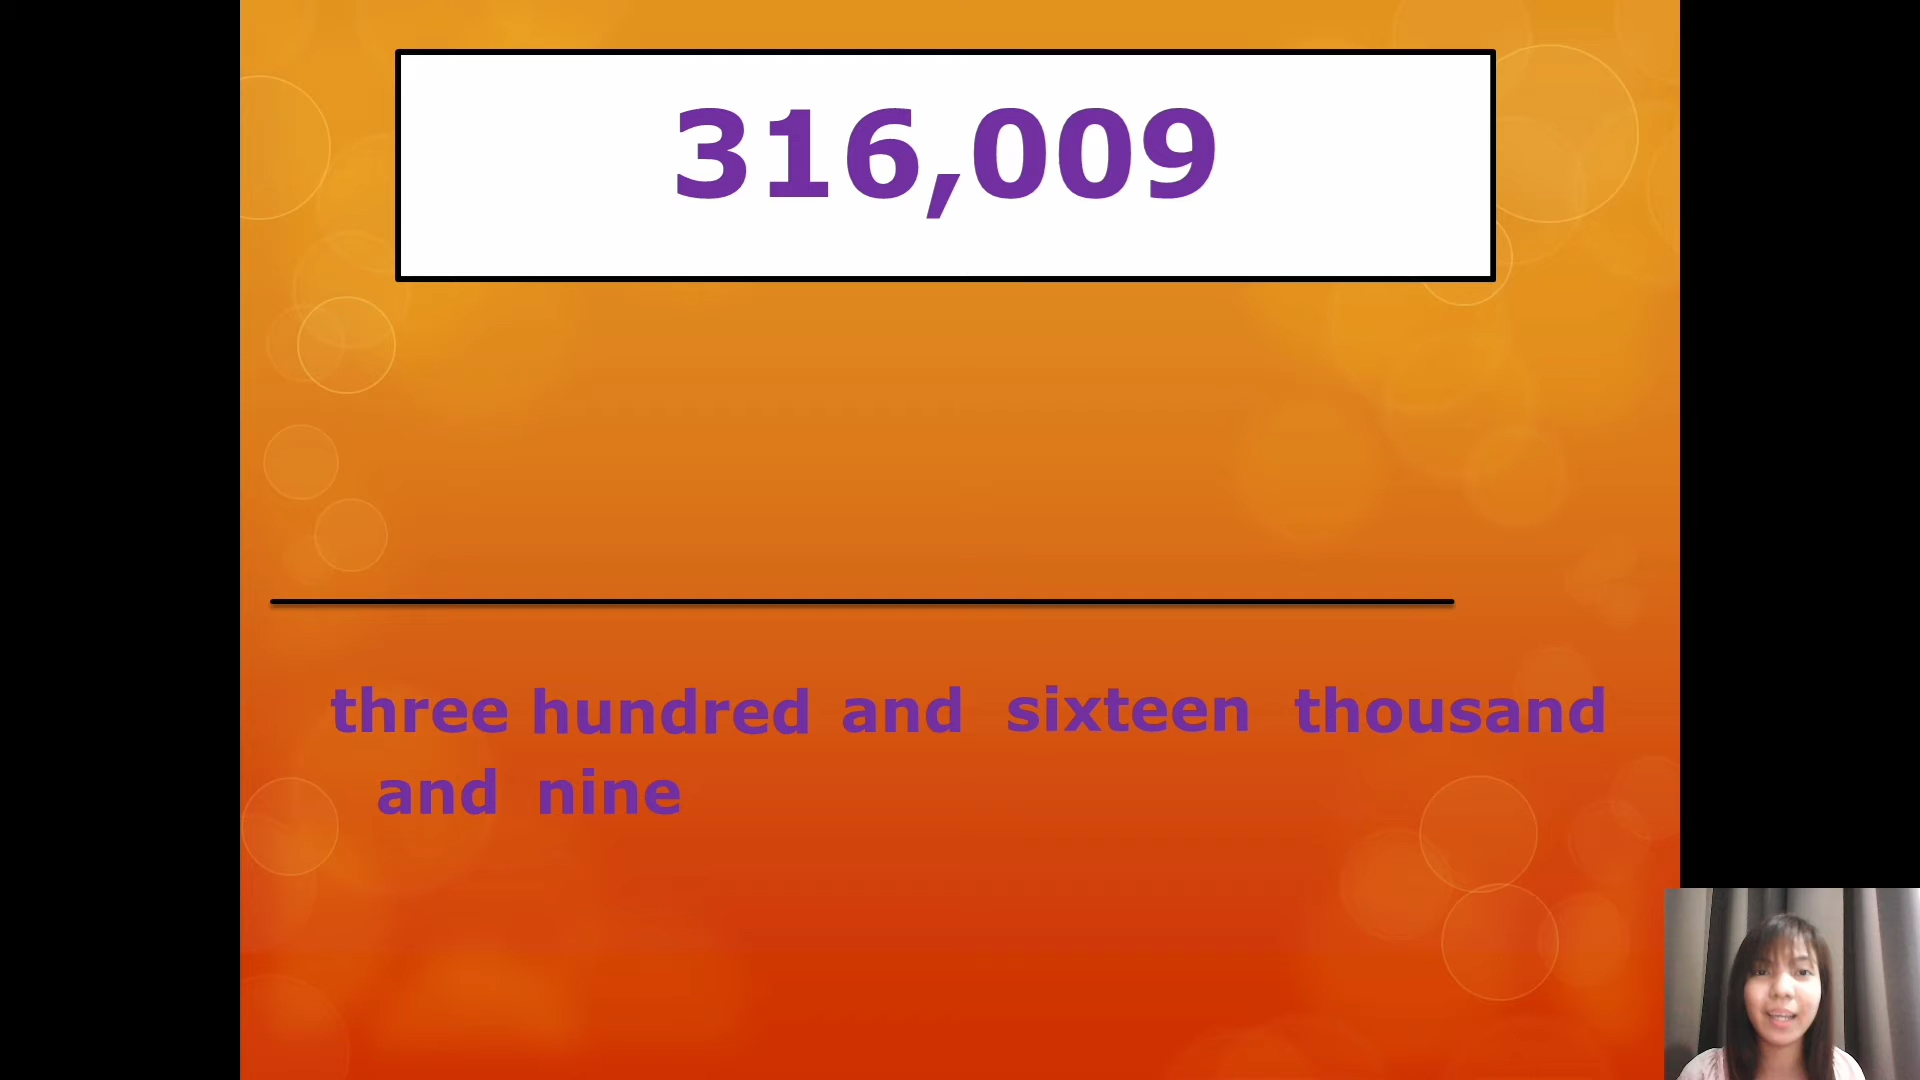 316,009
three hundred and sixteen thousand
and nine